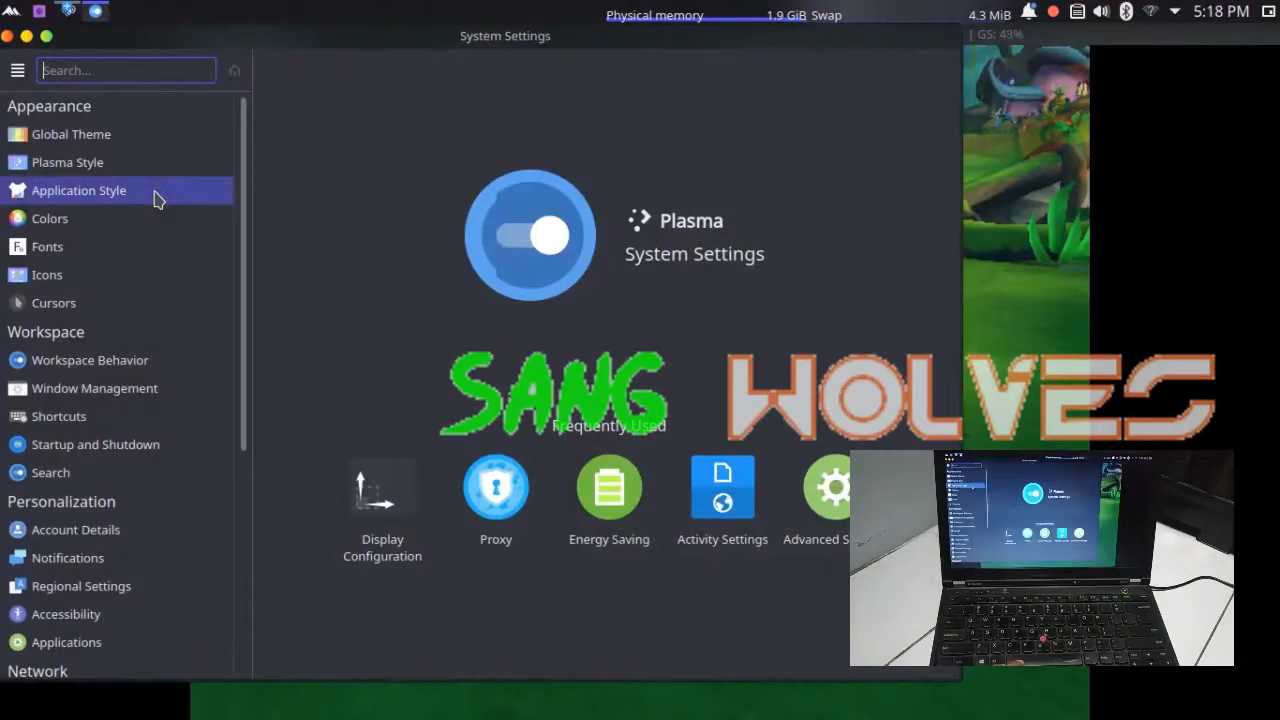 Physical memory 1.9 GiB Swap 4.3 MiB 5:18 PM
System Settings
| GS: 43%
Search...
Appearance
Global Theme
Plasma Style
Application Style
Colors
Fonts
Icons
Cursors
Workspace
Workspace Behavior
Window Management
Shortcuts
Startup and Shutdown
Search
Personalization
Account Details
Notifications
Regional Settings
Accessibility
Applications
Network
Plasma
System Settings
SANG WOLVES
Frequently Used
Display
Configuration
Proxy
Energy Saving
Activity Settings
Advanced S